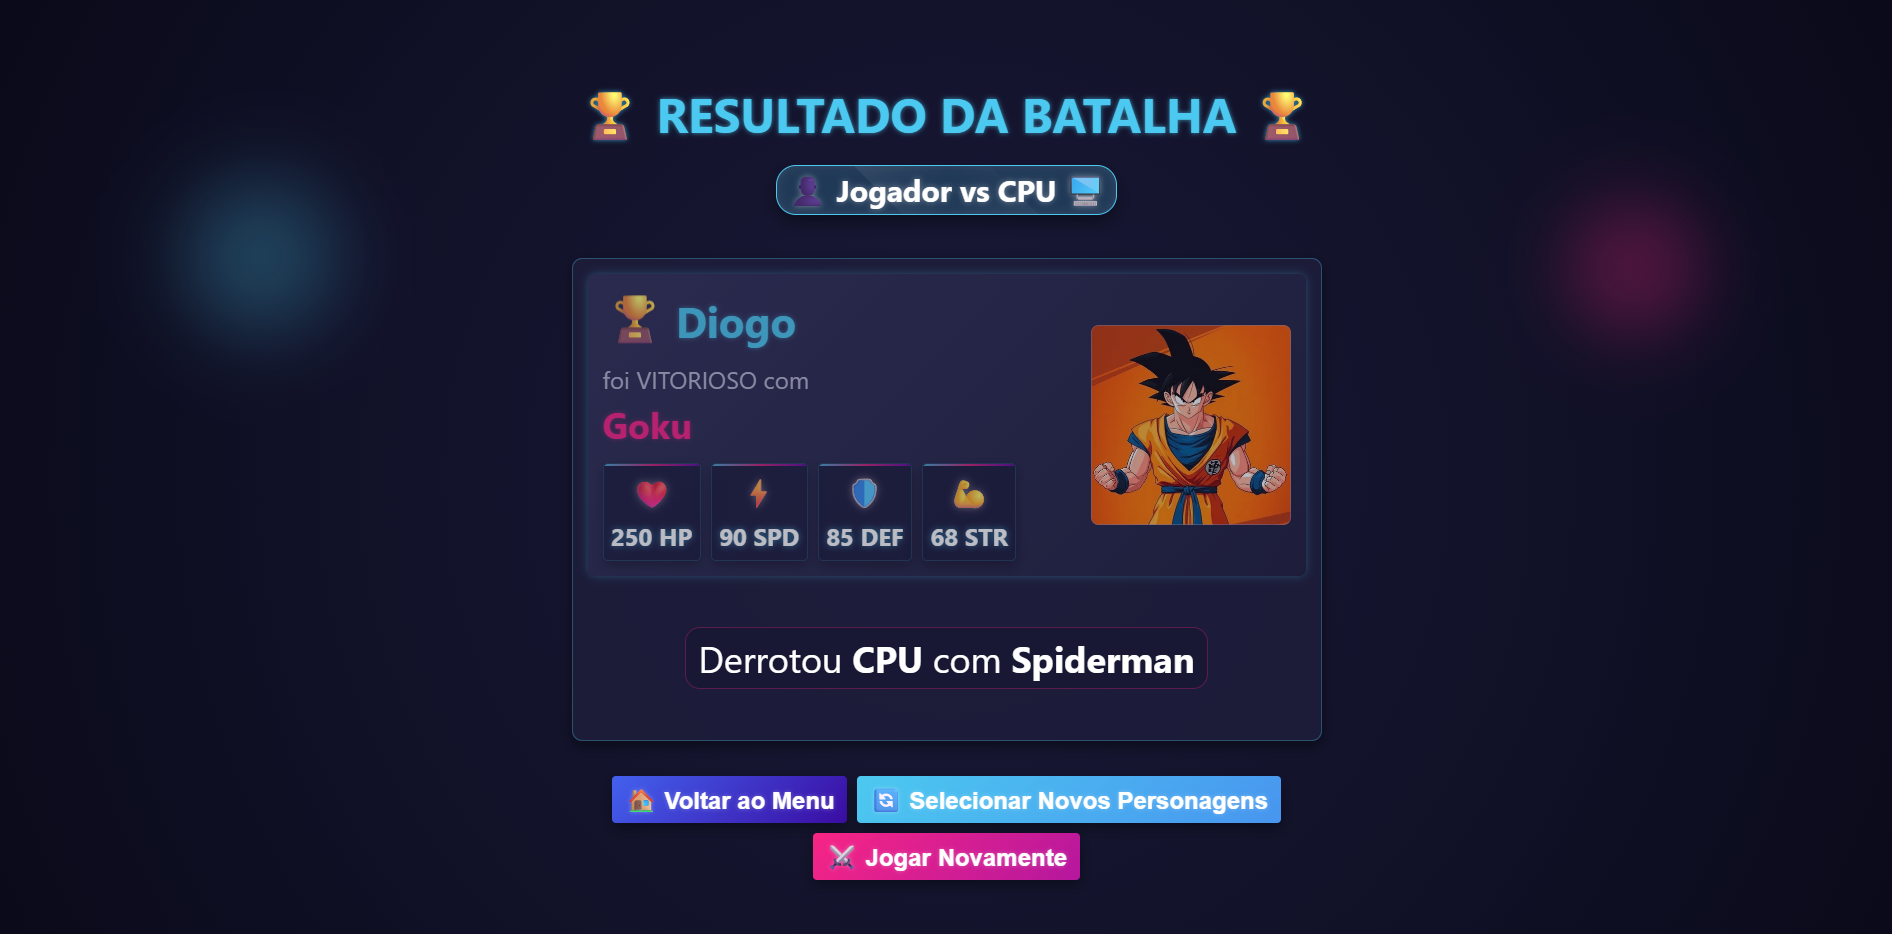 RESULTADO DA BATALHA
Jogador vs CPU
Diogo
foi VITORIOSO com
Goku
250 HP 90 SPD 85 DEF 68 STR
Derrotou CPU com Spiderman
Voltar ao Menu Selecionar Novos Personagens
Jogar Novamente